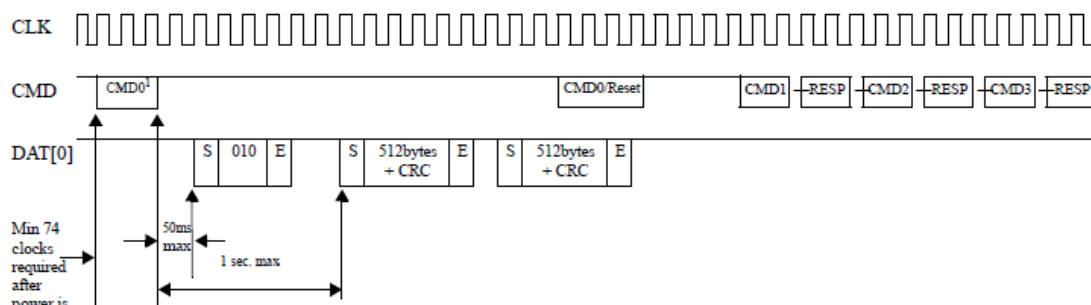 CLK
CMD CMD0¹ CMD0/Reset CMD1 RESP CMD2 RESP CMD3 RESP
DAT[0] S 010 E S 512bytes E S 512bytes E
+ CRC + CRC
Min 74
clocks
required
after
power is
50ms
max
1 sec. max